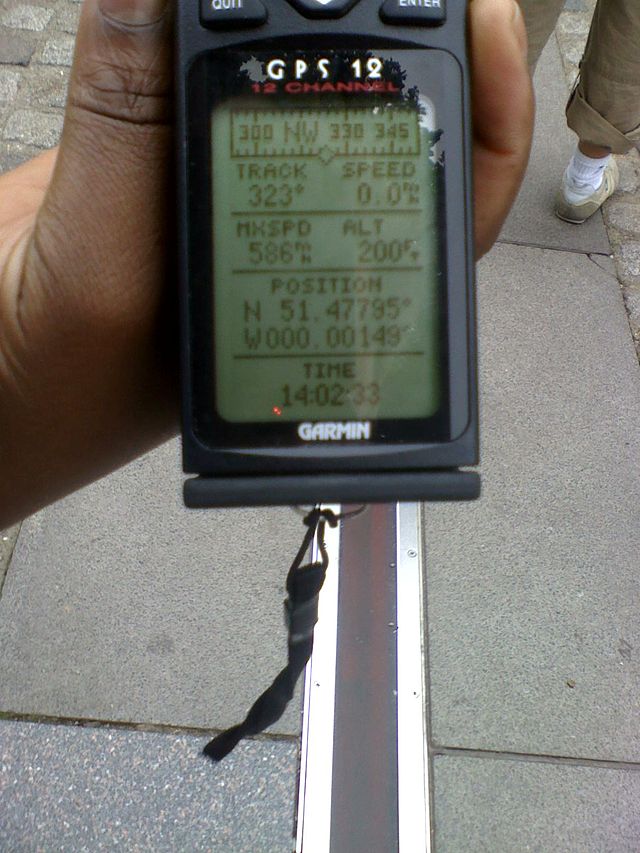 QUIT ENTER
GPS 12
12 CHANNEL
300 NW 330 345
TRACK SPEED
323° 0.0
MXSPD ALT
586 200
POSITION
N 51.47795°
W000.00149°
TIME
14:02:33
GARMIN